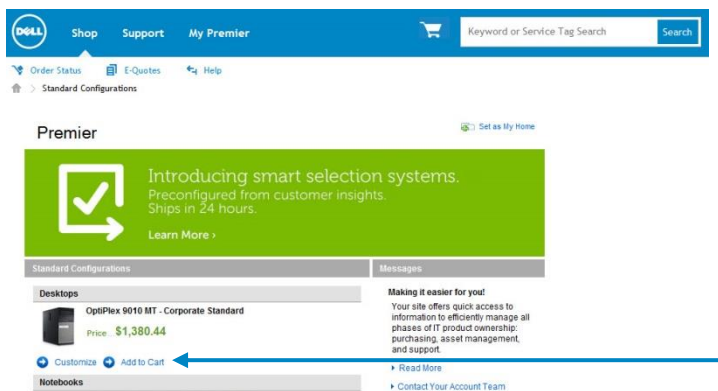 DELL
Shop Support My Premier
Keyword or Service Tag Search
Search
Order Status E-Quotes Help
> Standard Configurations
Premier
Set as My Home
Introducing smart selection systems.
Preconfigured from customer insights.
Ships in 24 hours.
Learn More ›
Standard Configurations
Desktops
OptiPlex 9010 MT - Corporate Standard
Price.. $1,380.44
Customize Add to Cart
Notebooks
Messages
Making it easier for you!
Your site offers quick access to
information to efficiently manage all
phases of IT product ownership:
purchasing, asset management,
and support.
Read More
Contact Your Account Team